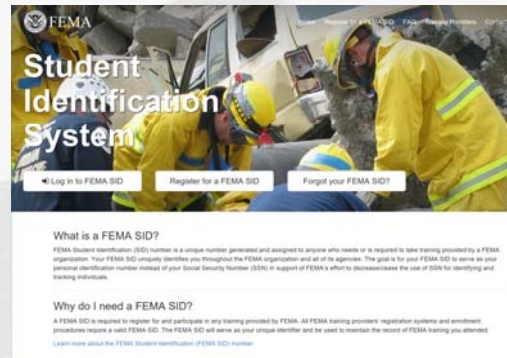 FEMA
Home Register for a FEMA SID FAQ Training Providers Contact
Student
Identification
System
Log in to FEMA SID Register for a FEMA SID Forgot your FEMA SID?
What is a FEMA SID?
FEMA Student Identification (SID) number is a unique number generated and assigned to anyone who needs or is required to take training provided by a FEMA
organization. Your FEMA SID uniquely identifies you throughout the FEMA organization and all of its agencies. The goal is for your FEMA SID to serve as your
personal identification number instead of your Social Security Number (SSN) in support of FEMA's effort to decrease/cease the use of SSN for identifying and
tracking individuals.
Why do I need a FEMA SID?
A FEMA SID is required to register for and participate in any training provided by FEMA. All FEMA training providers' registration systems and enrollment
procedures require a valid FEMA SID. The FEMA SID will serve as your unique identifier and be used to maintain the record of FEMA training you attended.
Learn more about the FEMA Student Identification (FEMA SID) number